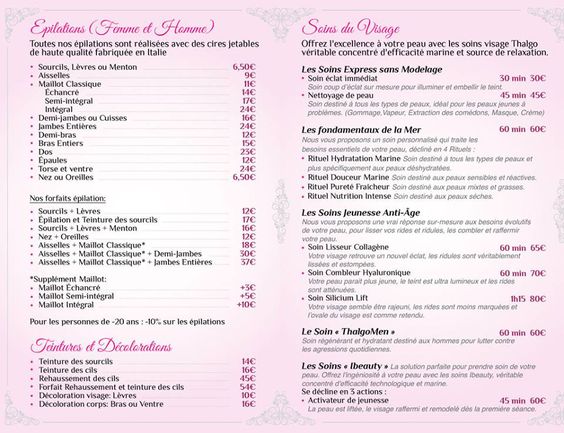 Epilations (Femme et Homme)
Toutes nos épilations sont réalisées avec des cires jetables
de haute qualité fabriquée en Italie
• Sourcils, Lèvres ou Menton 6,50€
• Aisselles 9€
• Maillot Classique 11€
Échancré 14€
Semi-intégral 17€
Intégral 24€
• Demi-jambes ou Cuisses 16€
• Jambes Entières 24€
• Demi-bras 12€
• Bras Entiers 15€
• Dos 23€
• Épaules 12€
• Torse et ventre 24€
• Nez ou Oreilles 6,50€
Nos forfaits épilation:
• Sourcils + Lèvres 12€
• Épilation et Teinture des sourcils 17€
• Sourcils + Lèvres + Menton 16€
• Nez + Oreilles 12€
• Aisselles + Maillot Classique* 18€
• Aisselles + Maillot Classique* + Demi-Jambes 30€
• Aisselles + Maillot Classique* + Jambes Entières 37€
*Supplément Maillot:
• Maillot Échancré +3€
• Maillot Semi-intégral +5€
• Maillot Intégral +10€
Pour les personnes de -20 ans : -10% sur les épilations
Teintures et Décolorations
• Teinture des sourcils 14€
• Teinture des cils 16€
• Rehaussement des cils 45€
• Forfait Rehaussement et teinture des cils 54€
• Décoloration visage: Lèvres 10€
• Décoloration corps: Bras ou Ventre 16€
Soins du Visage
Offrez l'excellence à votre peau avec les soins visage Thalgo
véritable concentré d'efficacité marine et source de relaxation.
Les Soins Express sans Modelage
• Soin éclat immédiat 30 min 30€
Soin coup d'éclat sur mesure pour illuminer et embellir le teint.
• Nettoyage de peau 45 min 45€
Soin destiné à tous les types de peaux, idéal pour les peaux jeunes à
problèmes. (Gommage,Vapeur, Extraction des comédons, Masque, Crème)
Les fondamentaux de la Mer 60 min 60€
Nous vous proposons un soin personnalisé qui traite les
besoins essentiels de votre peau, décliné en 4 Rituels :
• Rituel Hydratation Marine Soin destiné à tous les types de peaux et plus
spécifiquement aux peaux déshydratées.
• Rituel Douceur Marine Soin destiné aux peaux sensibles et réactives.
• Rituel Pureté Fraicheur Soin destiné aux peaux mixtes et grasses.
• Rituel Nutrition Intense Soin destiné aux peaux sèches.
Les Soins Jeunesse Anti-Âge
Nous vous proposons une vrai réponse sur-mesure aux besoins évolutifs
de votre peau, pour lisser vos rides et ridules, les combler et raffermir
votre peau.
• Soin Lisseur Collagène 60 min 65€
Votre visage retrouve un nouvel éclat, les ridules sont véritablement
lissées et estompées.
• Soin Combleur Hyaluronique 60 min 70€
Votre peau parait plus jeune, le teint est ultra lumineux et les rides
sont atténuées.
• Soin Silicium Lift 1h15 80€
Votre visage semble être rajeuni, les rides sont moins marquées et
l'ovale du visage est comme retendu.
Le Soin « ThalgoMen » 60 min 60€
Soin régénérant et hydratant destiné aux hommes pour lutter contre
les agressions quotidiennes.
Les Soins « Ibeauty » La solution parfaite pour prendre soin de votre
peau. Offrez l'ingéniosité à votre peau avec les soins Ibeauty, véritable
concentré d'efficacité technologique et marine.
Se décline en 3 actions :
• Activateur de jeunesse 45 min 60€
La peau est liftée, le visage raffermi et remodelé dès la première séance.